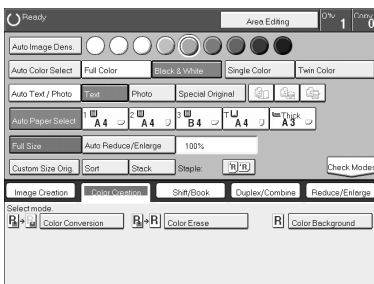 Ready Area Editing Q'ty 1 Copy 0
Auto Image Dens.
Auto Color Select Full Color Black & White Single Color Twin Color
Auto Text / Photo Text Photo Special Original
Auto Paper Select 1 A4 2 A4 3 B4 T A4 Thick A3
Full Size Auto Reduce/Enlarge 100%
Custom Size Orig. Sort Stack Staple: Check Modes
Image Creation Color Creation Shift/Book Duplex/Combine Reduce/Enlarge
Select mode.
R R Color Conversion R R Color Erase R Color Background